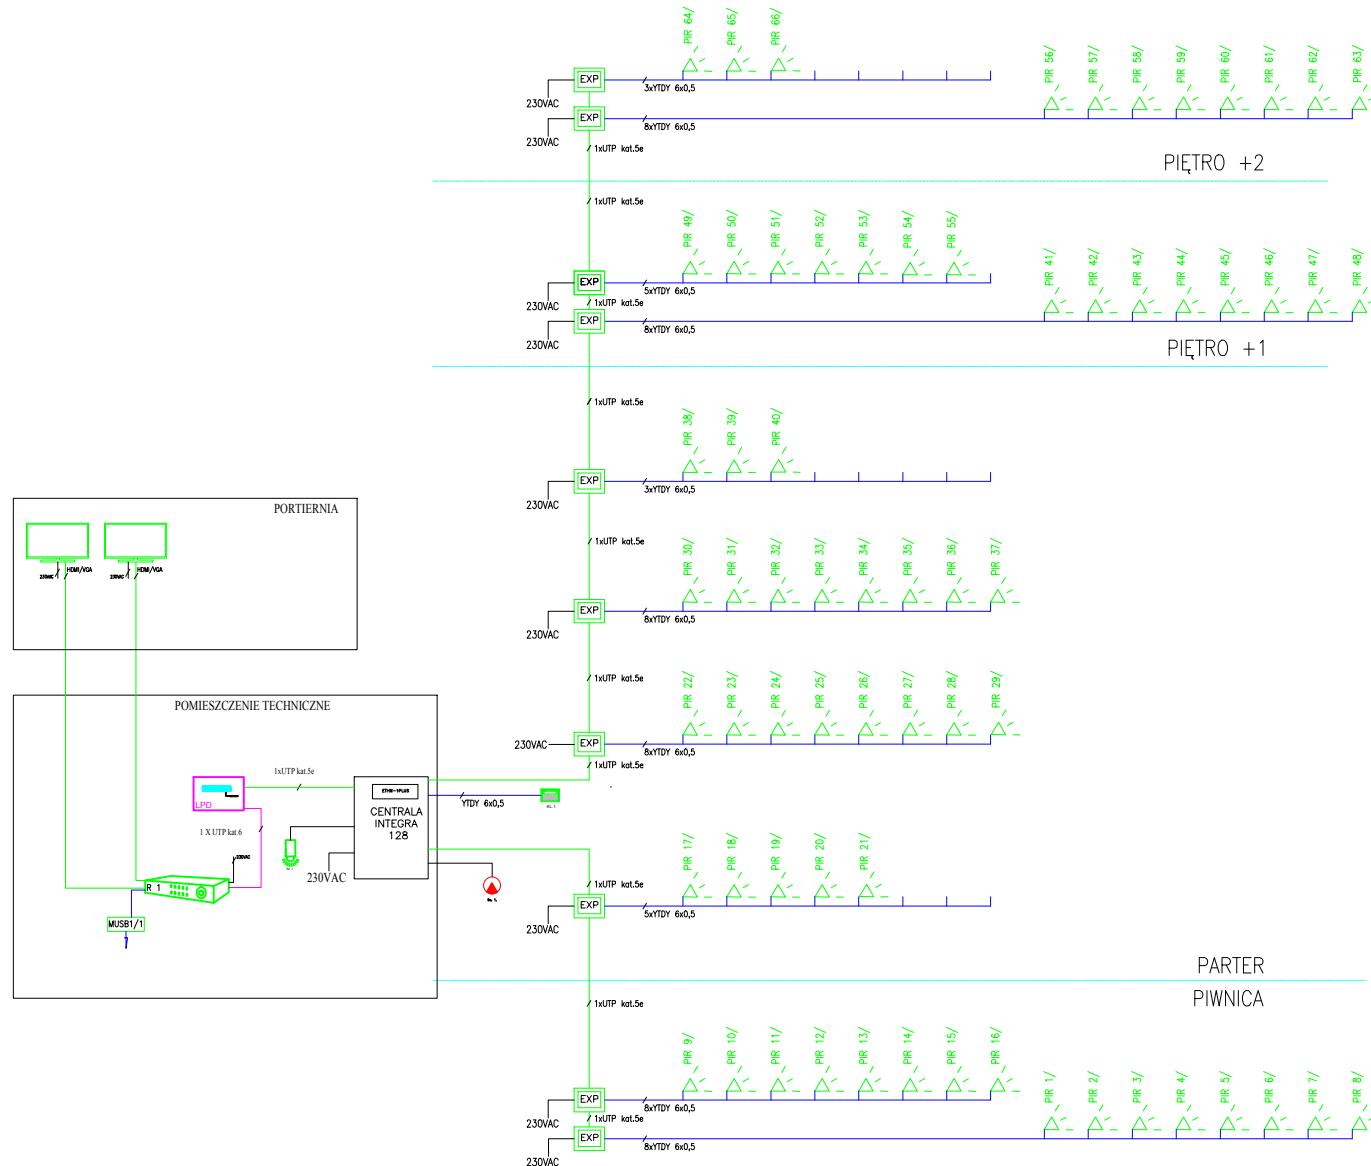 PIR 64/
PIR 65/
PIR 66/
EXP
230VAC
3xYTDY 6x0,5
PIR 56/
PIR 57/
PIR 58/
PIR 59/
PIR 60/
PIR 61/
PIR 62/
PIR 63/
EXP
230VAC
8xYTDY 6x0,5
1xUTP kat.5e
PIĘTRO +2
1xUTP kat.5e
PIR 49/
PIR 50/
PIR 51/
PIR 52/
PIR 53/
PIR 54/
PIR 55/
EXP
230VAC
5xYTDY 6x0,5
1xUTP kat.5e
PIR 41/
PIR 42/
PIR 43/
PIR 44/
PIR 45/
PIR 46/
PIR 47/
PIR 48/
EXP
230VAC
8xYTDY 6x0,5
PIĘTRO +1
1xUTP kat.5e
PIR 38/
PIR 39/
PIR 40/
EXP
230VAC
3xYTDY 6x0,5
1xUTP kat.5e
PIR 30/
PIR 31/
PIR 32/
PIR 33/
PIR 34/
PIR 35/
PIR 36/
PIR 37/
EXP
230VAC
8xYTDY 6x0,5
1xUTP kat.5e
PIR 22/
PIR 23/
PIR 24/
PIR 25/
PIR 26/
PIR 27/
PIR 28/
PIR 29/
230VAC
EXP
8xYTDY 6x0,5
1xUTP kat.5e
PORTIERNIA
230VAC
HDMI/VGA
230VAC
HDMI/VGA
POMIESZCZENIE TECHNICZNE
1xUTP kat.5e
LPD
1 X UTP kat.6
ETHM-1PLUS
CENTRALA
INTEGRA
128
YTDY 6x0,5
230VAC
230VAC
R 1
MUSB1/1
PIR 17/
PIR 18/
PIR 19/
PIR 20/
PIR 21/
1xUTP kat.5e
EXP
230VAC
5xYTDY 6x0,5
PARTER
PIWNICA
1xUTP kat.5e
PIR 9/
PIR 10/
PIR 11/
PIR 12/
PIR 13/
PIR 14/
PIR 15/
PIR 16/
EXP
230VAC
8xYTDY 6x0,5
1xUTP kat.5e
PIR 1/
PIR 2/
PIR 3/
PIR 4/
PIR 5/
PIR 6/
PIR 7/
PIR 8/
EXP
230VAC
8xYTDY 6x0,5